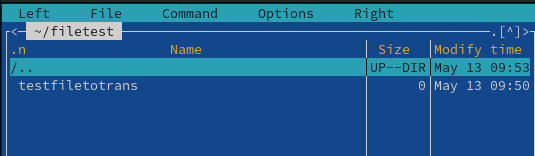 Left File Command Options Right
<- ~/filetest .[^]>
.n Name Size Modify time
/.. UP--DIR May 13 09:53
testfiletotrans 0 May 13 09:50